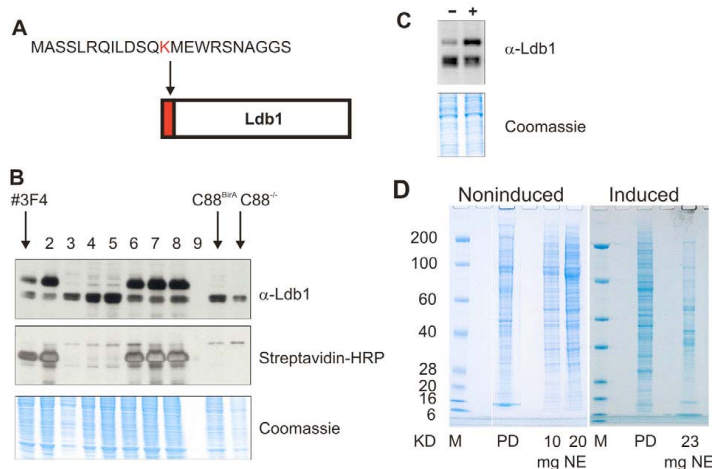 A
MASSLRQILDSQKMEWRSNAGGS
Ldb1
B
#3F4 C88BirA C88-/-
2 3 4 5 6 7 8 9
α-Ldb1
Streptavidin-HRP
Coomassie
C
- +
α-Ldb1
Coomassie
D
Noninduced Induced
200
100
60
40
28
20
16
6
KD M PD 10 20 M PD 23
mg NE mg NE